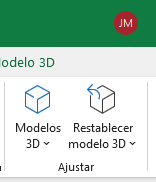 JM
Modelo 3D
Modelos
3D
Restablecer
modelo 3D
Ajustar